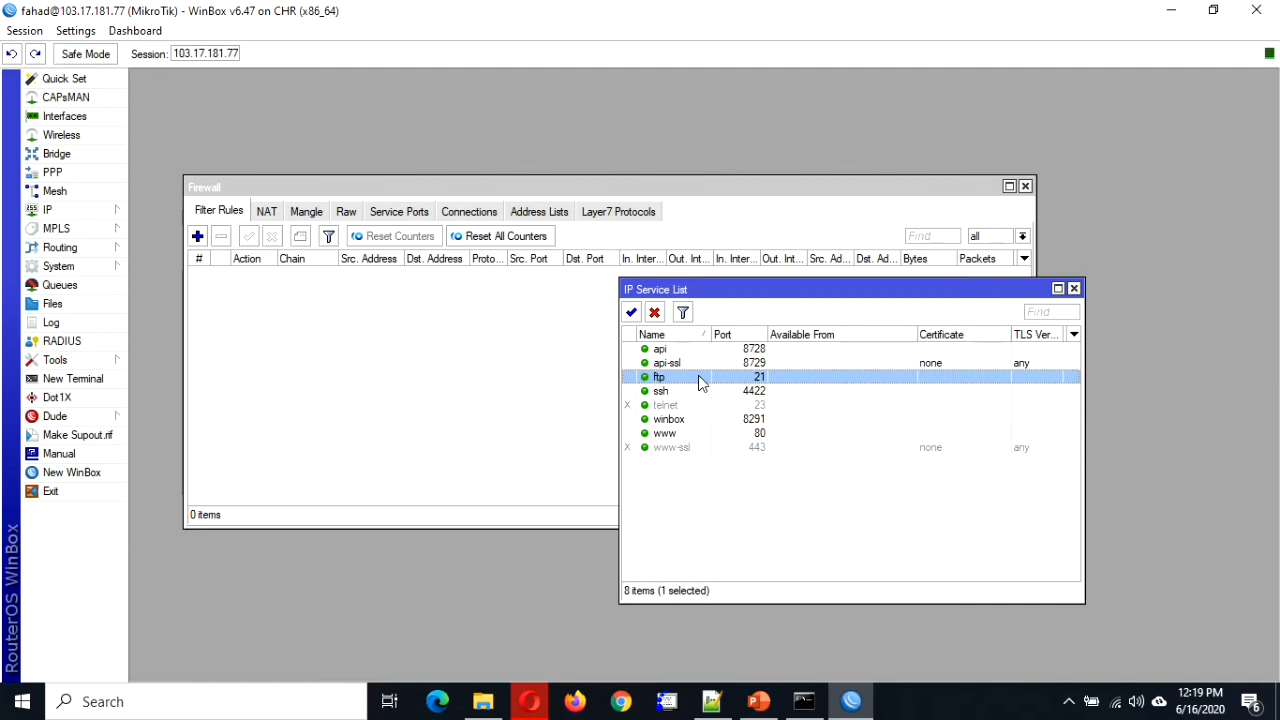 fahad@103.17.181.77 (MikroTik) - WinBox v6.47 on CHR (x86_64)
Session Settings Dashboard
Safe Mode Session: 103.17.181.77
Quick Set
CAPsMAN
Interfaces
Wireless
Bridge
PPP
Mesh
IP
MPLS
Routing
System
Queues
Files
Log
RADIUS
Tools
New Terminal
Dot1X
Dude
Make Supout.rif
Manual
New WinBox
Exit
RouterOS WinBox
Firewall
Filter Rules NAT Mangle Raw Service Ports Connections Address Lists Layer7 Protocols
Reset Counters Reset All Counters Find all
# Action Chain Src. Address Dst. Address Proto... Src. Port Dst. Port In. Inter... Out. Int... In. Inter... Out. Int... Src. Ad... Dst. Ad... Bytes Packets
0 items
IP Service List
Find
Name Port Available From Certificate TLS Ver...
api 8728
api-ssl 8729 none any
ftp 21
ssh 4422
X telnet 23
winbox 8291
www 80
X www-ssl 443 none any
8 items (1 selected)
Search
12:19 PM
6/16/2020
6